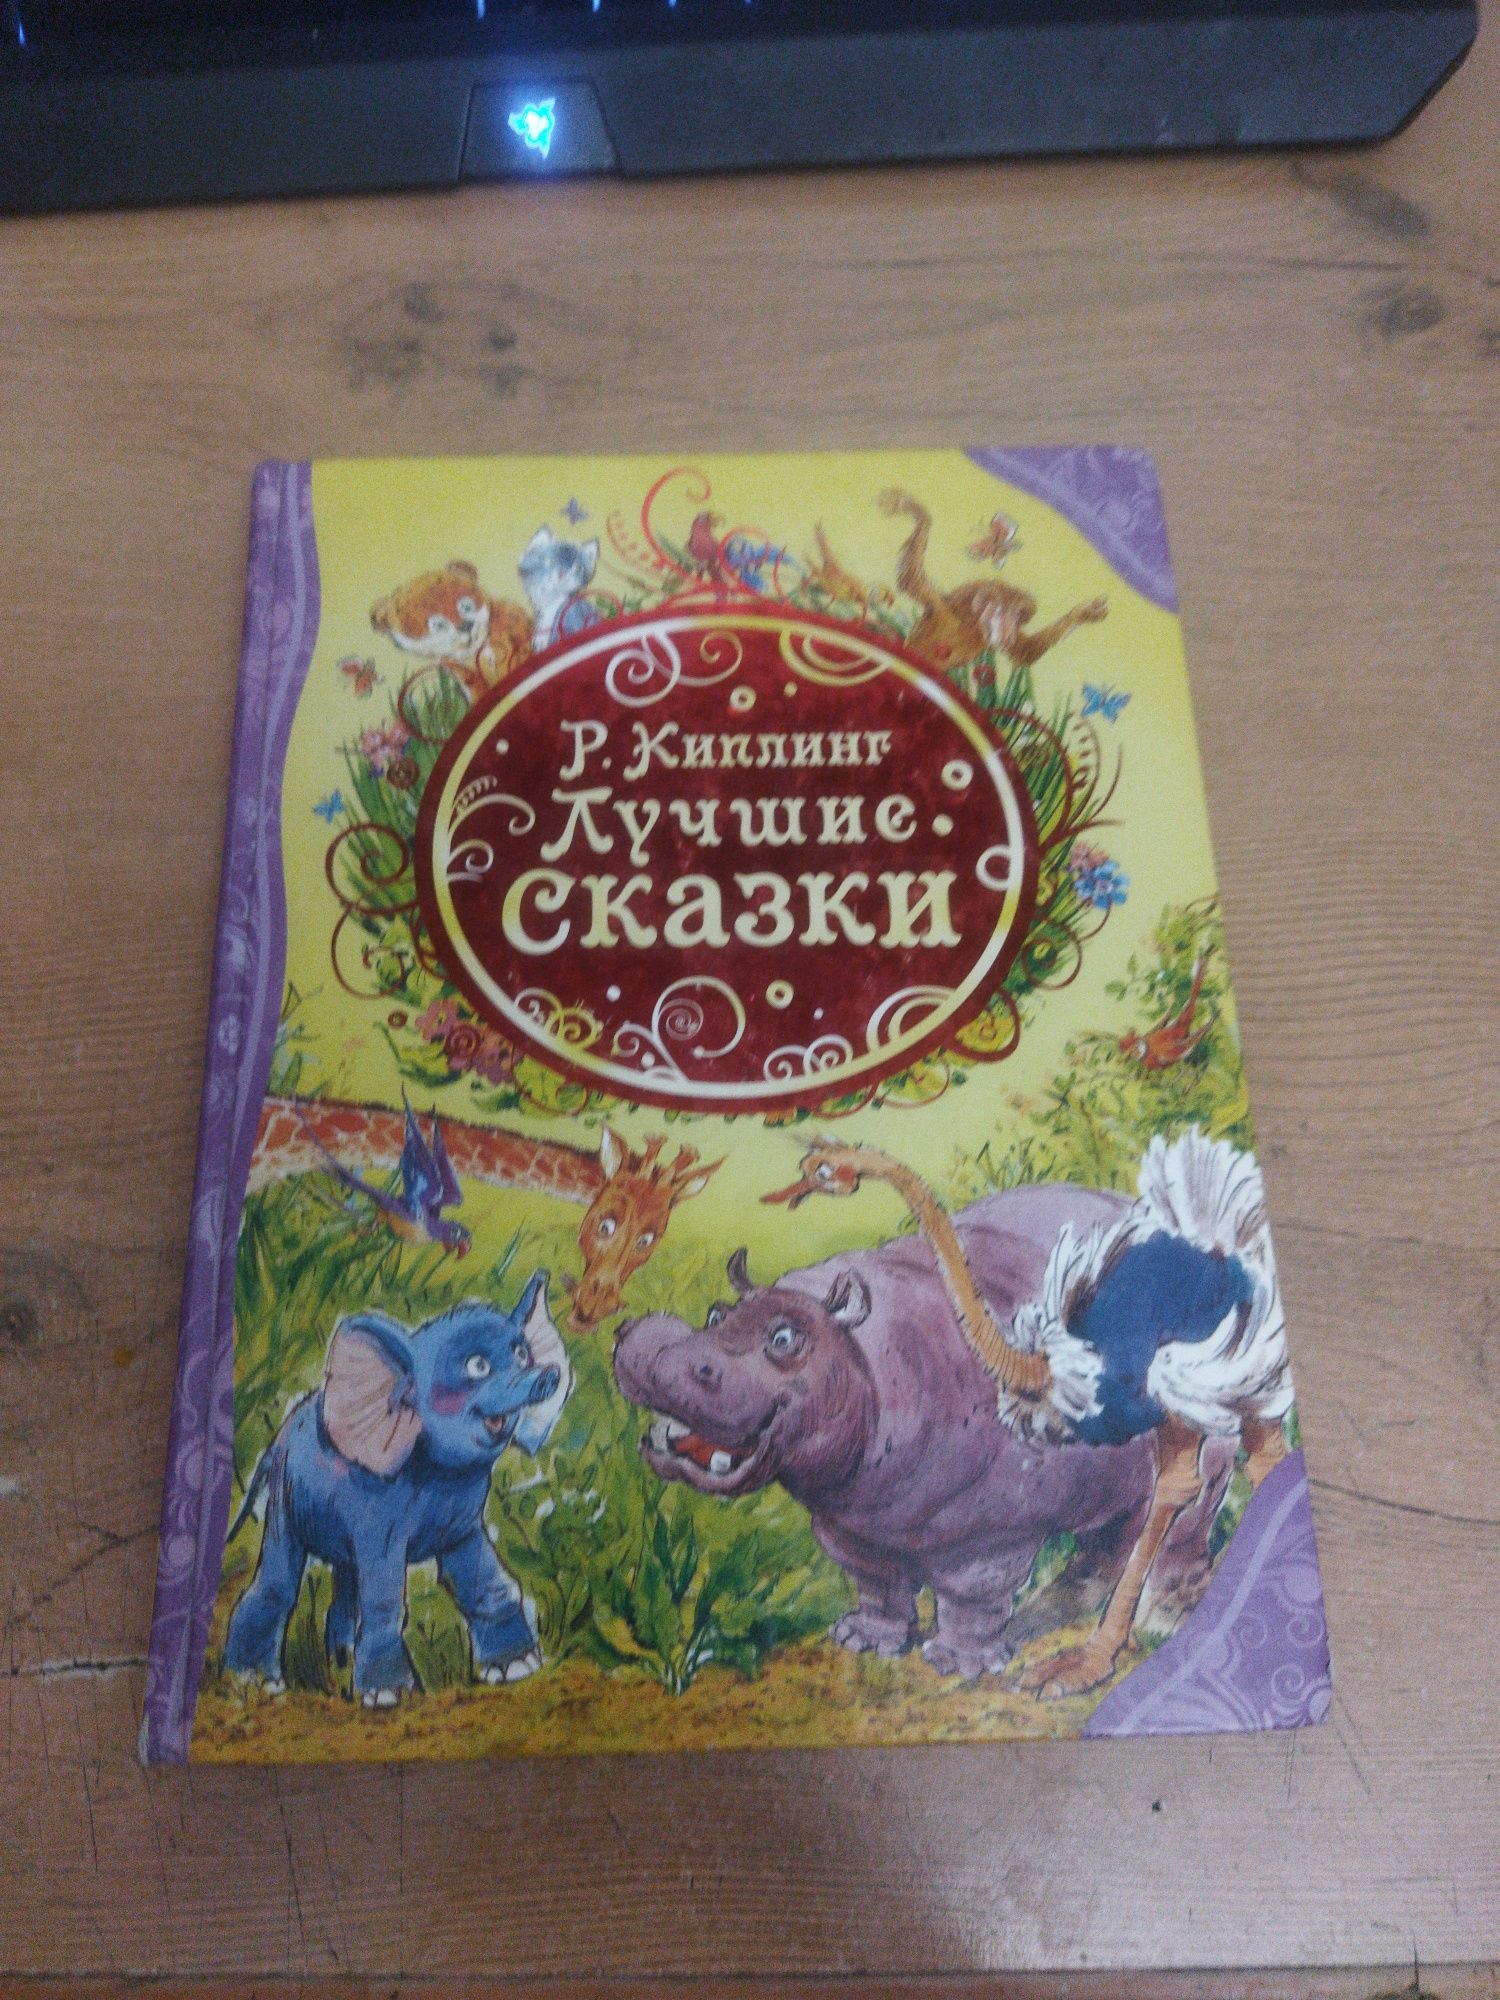 Р. Киплинг
Лучшие
сказки